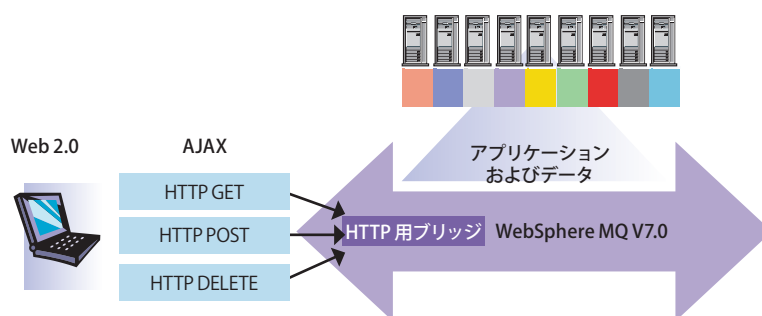 アプリケーション
およびデータ
Web 2.0
AJAX
HTTP GET
HTTP POST
HTTP DELETE
HTTP 用ブリッジ
WebSphere MQ V7.0